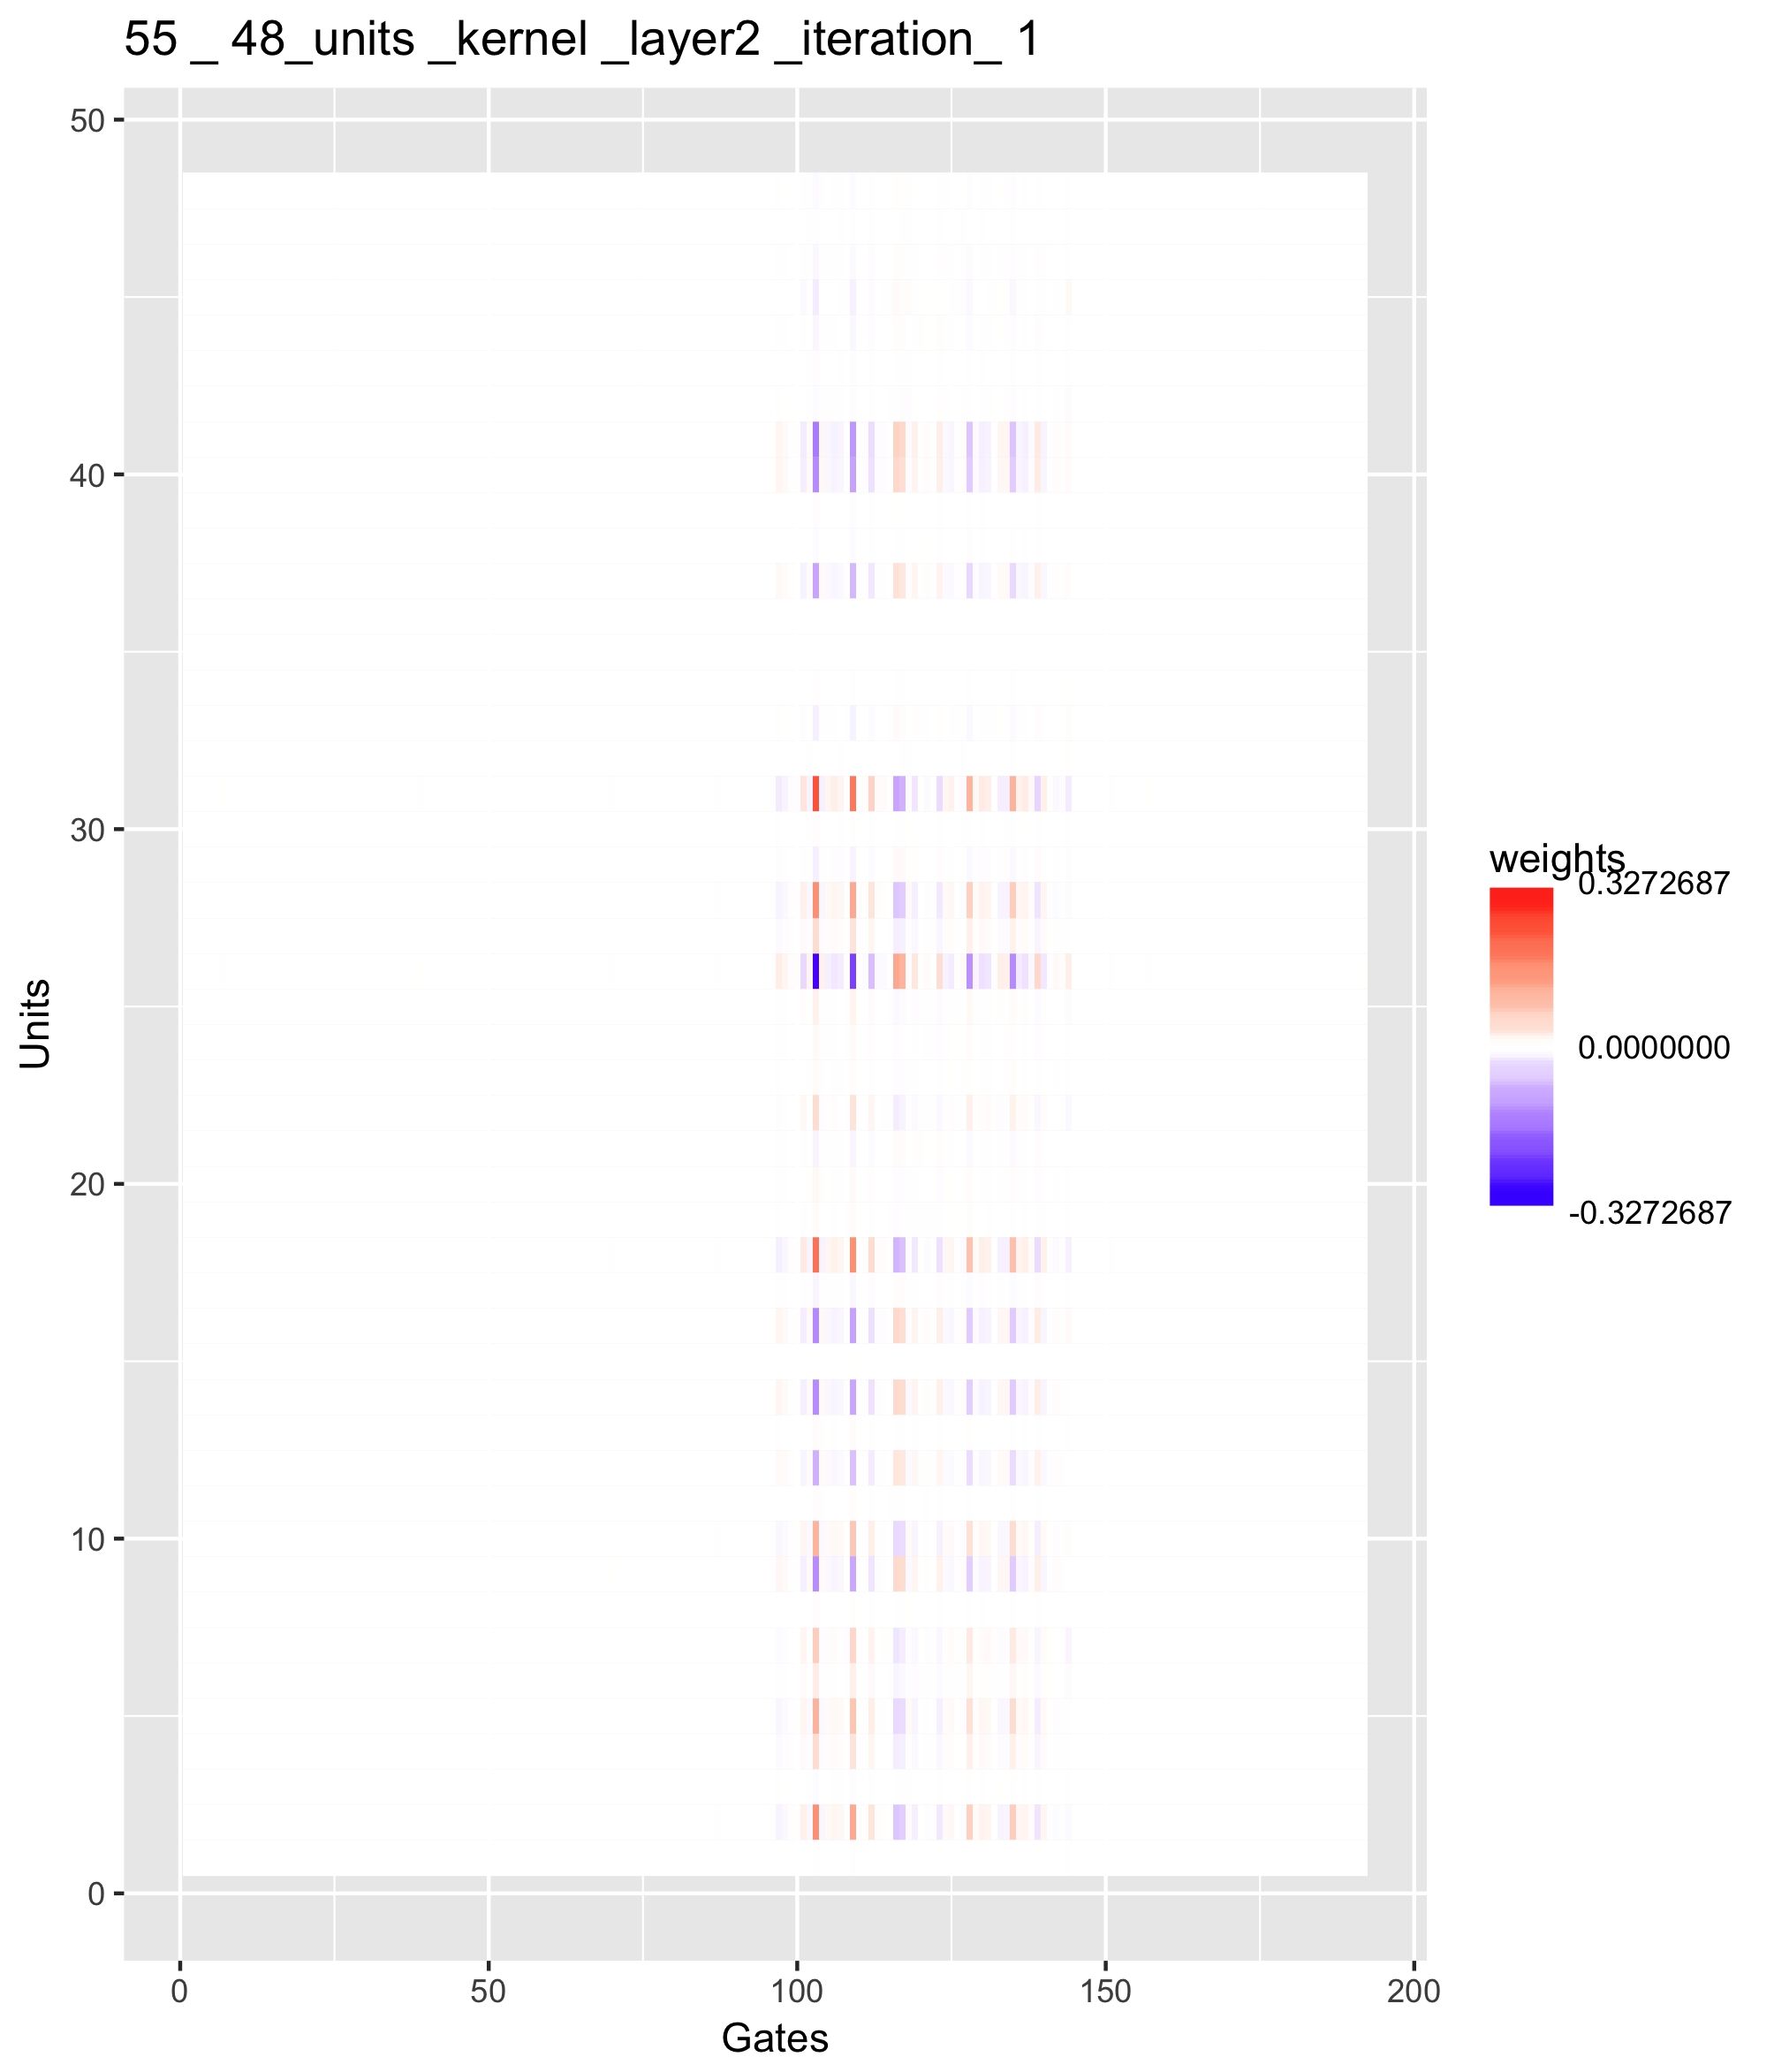 55 _ 48_units _kernel _layer2 _iteration_ 1
50
40
30
20
10
0
Units
0 50 100 150 200
Gates
weights
0.3272687
0.0000000
-0.3272687